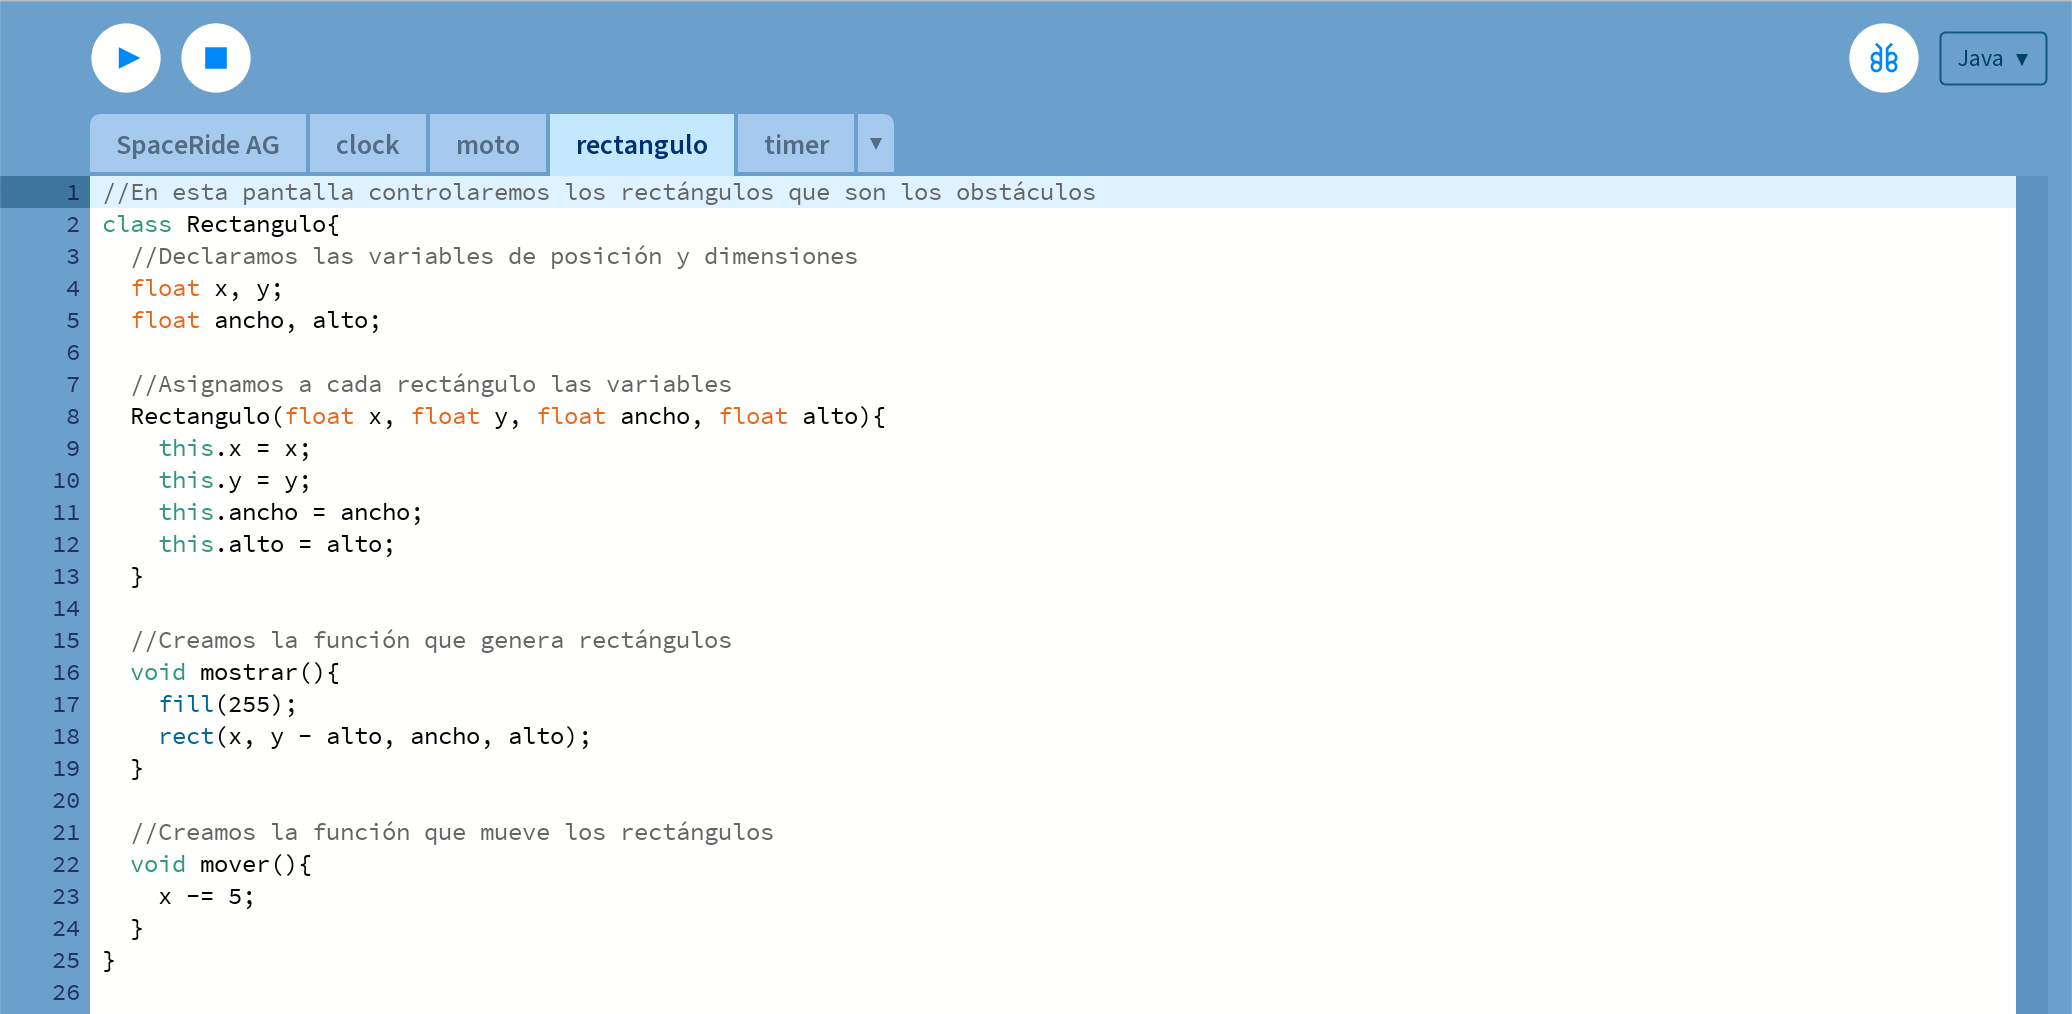 Java ▼
SpaceRide AG clock moto rectangulo timer ▼
1 //En esta pantalla controlaremos los rectángulos que son los obstáculos
2 class Rectangulo{
3   //Declaramos las variables de posición y dimensiones
4   float x, y;
5   float ancho, alto;
6
7   //Asignamos a cada rectángulo las variables
8   Rectangulo(float x, float y, float ancho, float alto){
9     this.x = x;
10     this.y = y;
11     this.ancho = ancho;
12     this.alto = alto;
13   }
14
15   //Creamos la función que genera rectángulos
16   void mostrar(){
17     fill(255);
18     rect(x, y - alto, ancho, alto);
19   }
20
21   //Creamos la función que mueve los rectángulos
22   void mover(){
23     x -= 5;
24   }
25 }
26